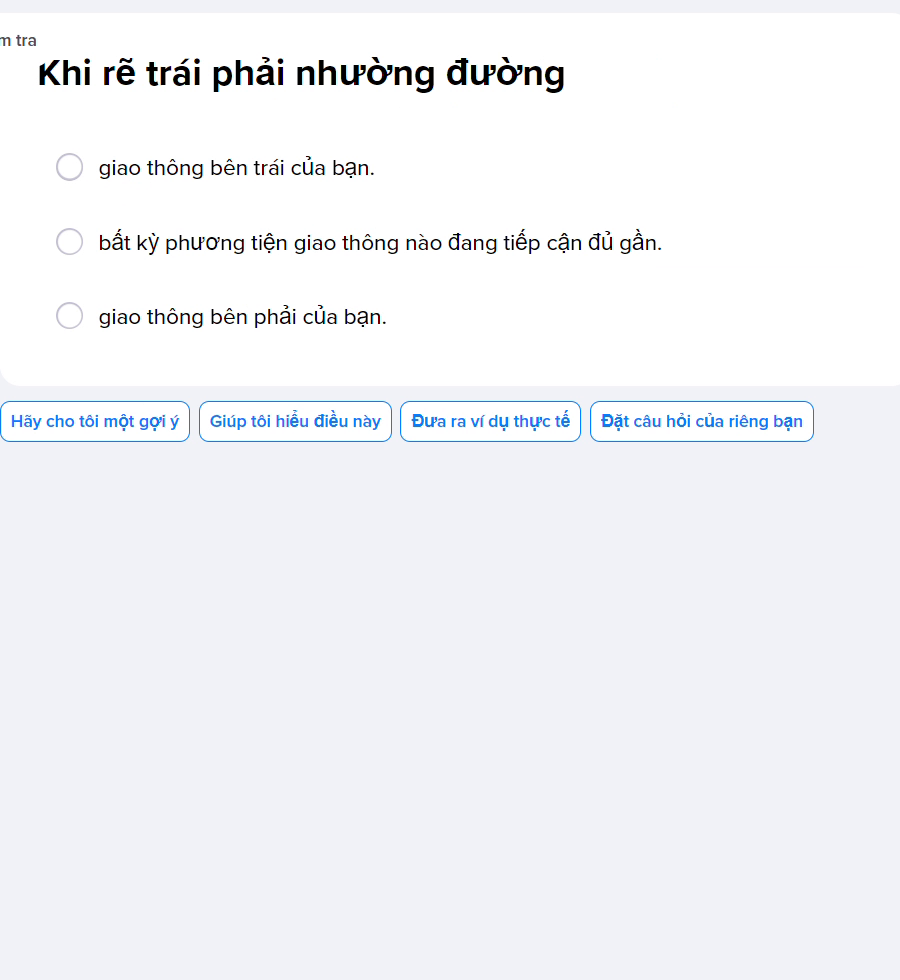 m tra
Khi rẽ trái phải nhường đường
giao thông bên trái của bạn.
bất kỳ phương tiện giao thông nào đang tiếp cận đủ gần.
giao thông bên phải của bạn.
Hãy cho tôi một gợi ý
Giúp tôi hiểu điều này
Đưa ra ví dụ thực tế
Đặt câu hỏi của riêng bạn